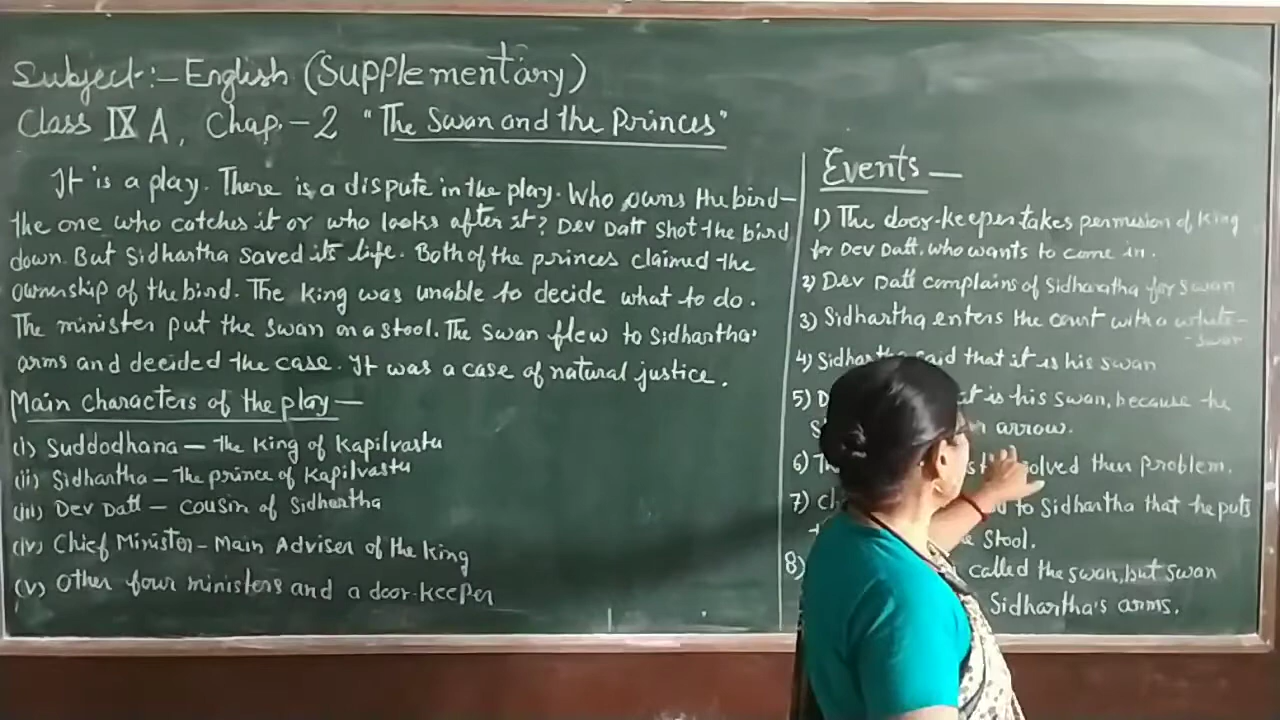 Subject:- English (Supplementary)
Class IX A, Chap.-2 "The Swan and the Princes"
It is a play. There is a dispute in the play. Who owns the bird-
the one who catches it or who looks after it? Dev Datt shot the bird
down. But Sidhartha saved its life. Both of the princes claimed the
ownership of the bird. The king was unable to decide what to do.
The minister put the swan on a stool. The swan flew to Sidhartha's
arms and decided the case. It was a case of natural justice.
Main characters of the play-
(i) Suddodhana - the King of Kapilvastu
(ii) Sidhartha - The prince of Kapilvastu
(iii) Dev Datt - cousin of Sidhartha
(iv) Chief Minister - Main Adviser of the king
(v) Other four ministers and a door-keeper
Events-
1) The door-keeper takes permission of king
for Dev Datt, who wants to come in.
2) Dev Datt complains of Sidharatha for swan
3) Sidhartha enters the court with a white-
- swan
4) Sidhartha said that it is his swan
5) D is his swan, because the
arrow.
6) solved their problem.
7) to Sidhartha that he puts
stool.
8) called the swan, but swan
Sidhartha's arms.